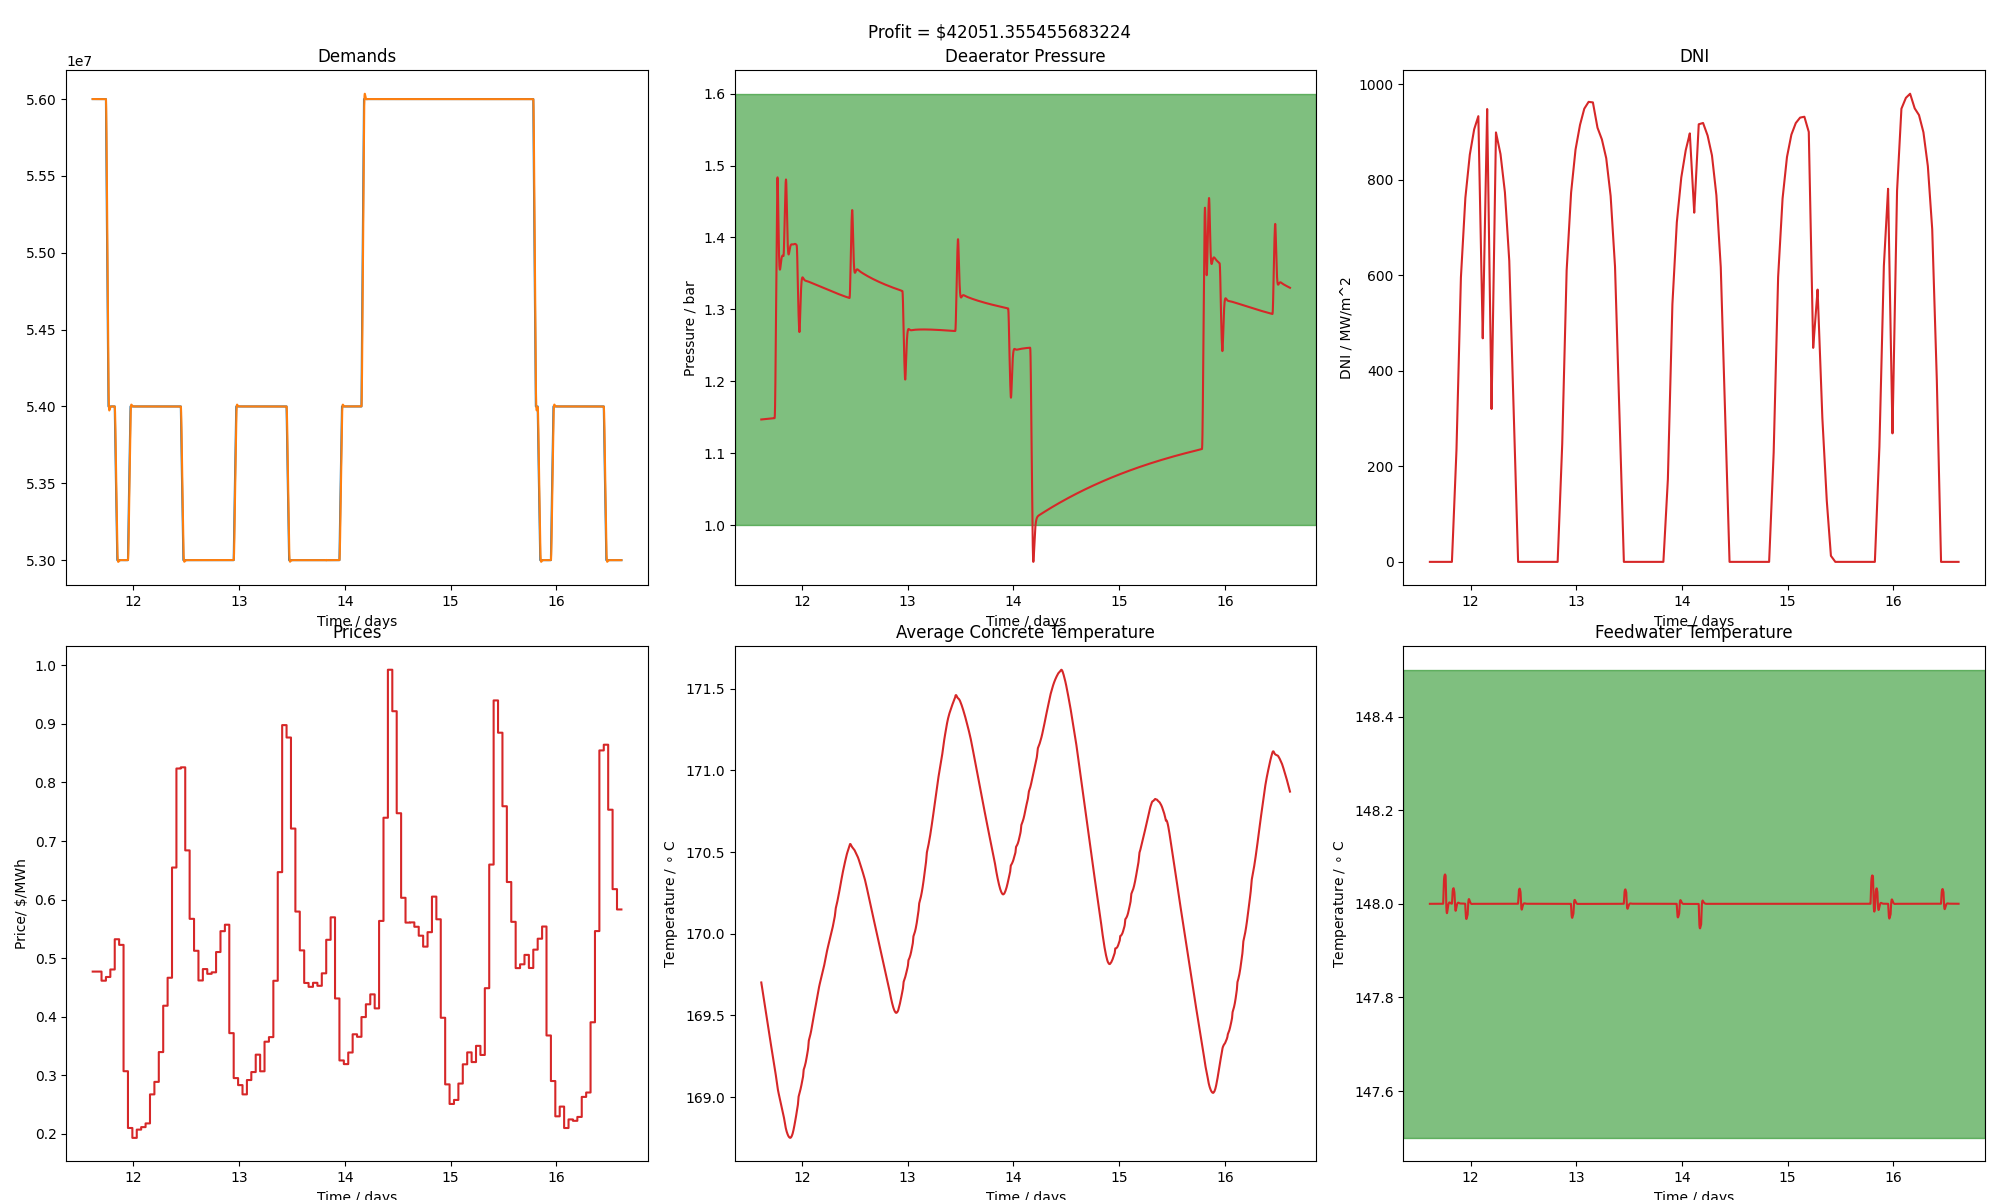 Profit = $42051.355455683224
Demands
1e7
5.60
5.55
5.50
5.45
5.40
5.35
5.30
12 13 14 15 16
Time / days
Deaerator Pressure
Pressure / bar
1.6
1.5
1.4
1.3
1.2
1.1
1.0
12 13 14 15 16
Time / days
DNI
DNI / MW/m^2
1000
800
600
400
200
0
12 13 14 15 16
Time / days
Prices
Price/ $/MWh
1.0
0.9
0.8
0.7
0.6
0.5
0.4
0.3
0.2
12 13 14 15 16
Time / days
Average Concrete Temperature
Temperature / ∘ C
171.5
171.0
170.5
170.0
169.5
169.0
12 13 14 15 16
Time / days
Feedwater Temperature
Temperature / ∘ C
148.4
148.2
148.0
147.8
147.6
12 13 14 15 16
Time / days